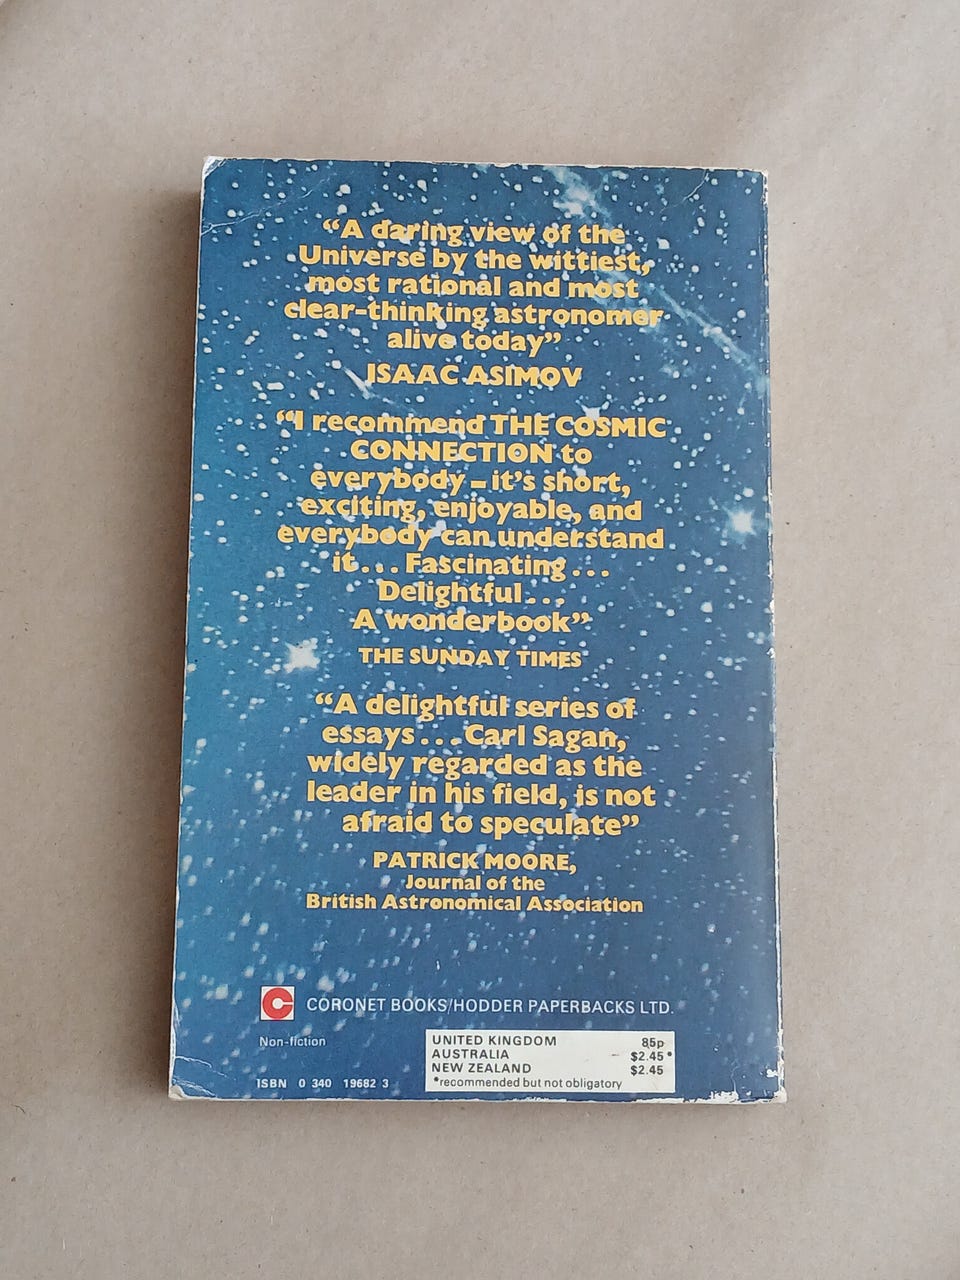 “A daring view of the
Universe by the wittiest,
most rational and most
clear-thinking astronomer
alive today”
ISAAC ASIMOV
“I recommend THE COSMIC
CONNECTION to
everybody – it’s short,
exciting, enjoyable, and
everybody can understand
it . . . Fascinating . . .
Delightful . . .
A wonderbook”
THE SUNDAY TIMES
“A delightful series of
essays . . . Carl Sagan,
widely regarded as the
leader in his field, is not
afraid to speculate”
PATRICK MOORE,
Journal of the
British Astronomical Association
CORONET BOOKS/HODDER PAPERBACKS LTD.
Non-fiction
UNITED KINGDOM 85p
AUSTRALIA $2.45*
NEW ZEALAND $2.45
*recommended but not obligatory
ISBN 0 340 19682 3